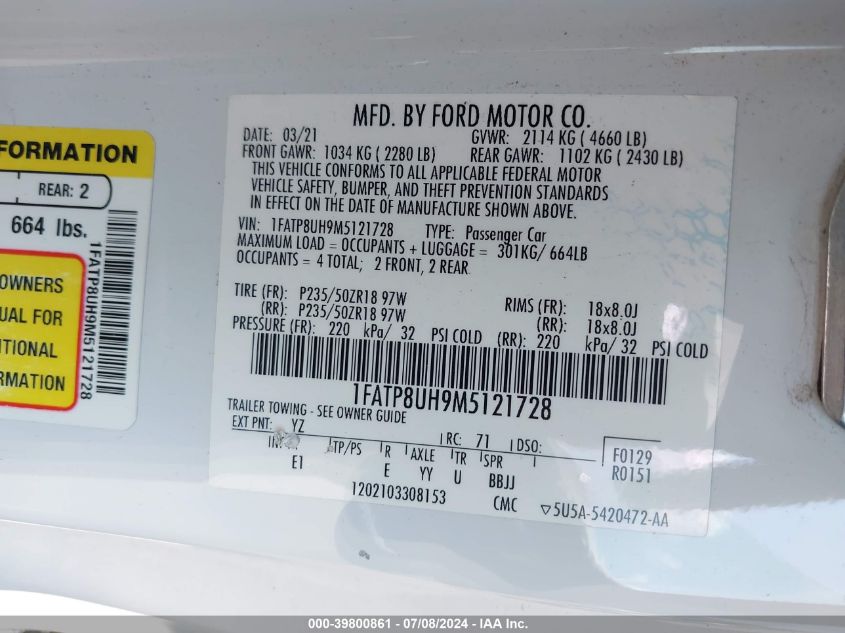 FORMATION
REAR: 2
664 lbs.
OWNERS
UAL FOR
ITIONAL
RMATION
1FATP8UH9M5121728
MFD. BY FORD MOTOR CO.
DATE: 03/21 GVWR: 2114 KG ( 4660 LB)
FRONT GAWR: 1034 KG ( 2280 LB) REAR GAWR: 1102 KG ( 2430 LB)
THIS VEHICLE CONFORMS TO ALL APPLICABLE FEDERAL MOTOR
VEHICLE SAFETY, BUMPER, AND THEFT PREVENTION STANDARDS
IN EFFECT ON THE DATE OF MANUFACTURE SHOWN ABOVE.
VIN: 1FATP8UH9M5121728 TYPE: Passenger Car
MAXIMUM LOAD = OCCUPANTS + LUGGAGE = 301KG/ 664LB
OCCUPANTS = 4 TOTAL; 2 FRONT, 2 REAR
TIRE (FR): P235/50ZR18 97W RIMS (FR): 18x8.0J
(RR): P235/50ZR18 97W (RR): 18x8.0J
PRESSURE (FR): 220 kPa/ 32 PSI COLD (RR): 220 kPa/ 32 PSI COLD
1FATP8UH9M5121728
TRAILER TOWING - SEE OWNER GUIDE
EXT PNT: YZ RC: 71 DSO: F0129
TP/PS R AXLE TR SPR R0151
E1 E YY U BBJJ
1202103308153 CMC ▽5U5A-5420472-AA
000-39800861 - 07/08/2024 - IAA Inc.